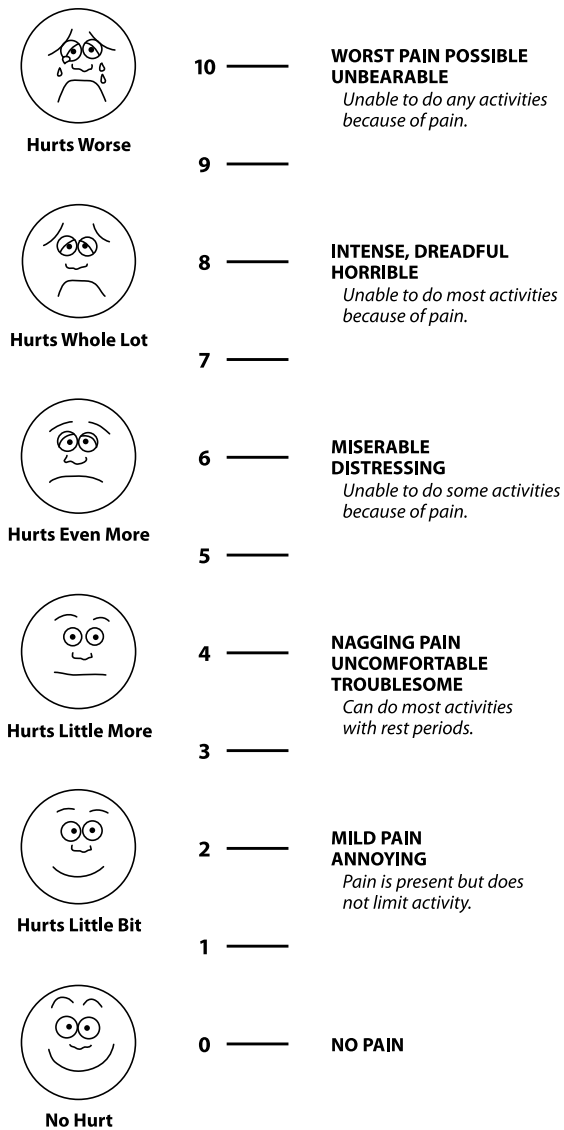 10
WORST PAIN POSSIBLE
UNBEARABLE
Unable to do any activities
because of pain.
Hurts Worse
9
8
INTENSE, DREADFUL
HORRIBLE
Unable to do most activities
because of pain.
Hurts Whole Lot
7
6
MISERABLE
DISTRESSING
Unable to do some activities
because of pain.
Hurts Even More
5
4
NAGGING PAIN
UNCOMFORTABLE
TROUBLESOME
Can do most activities
with rest periods.
Hurts Little More
3
2
MILD PAIN
ANNOYING
Pain is present but does
not limit activity.
Hurts Little Bit
1
0
NO PAIN
No Hurt